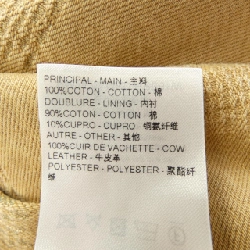 PRINCIPAL - MAIN - 主料
100%COTON - COTTON - 棉
DOUBLURE - LINING - 内衬
90%COTON - COTTON - 棉
10%CUPRO - CUPRO - 铜氨纤维
AUTRE - OTHER - 其他
100%CUIR DE VACHETTE - COW
LEATHER - 牛皮革
POLYESTER - POLYESTER - 聚酯纤
维